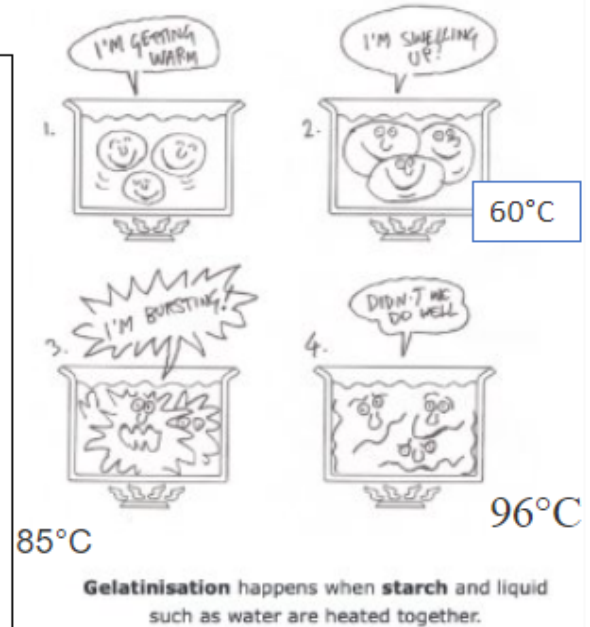 I'M GETTING
WARM
1.
I'M SWELLING
UP!
2.
60°C
I'M BURSTING!
3.
85°C
DIDN'T WE
DO WELL
4.
96°C
Gelatinisation happens when starch and liquid
such as water are heated together.